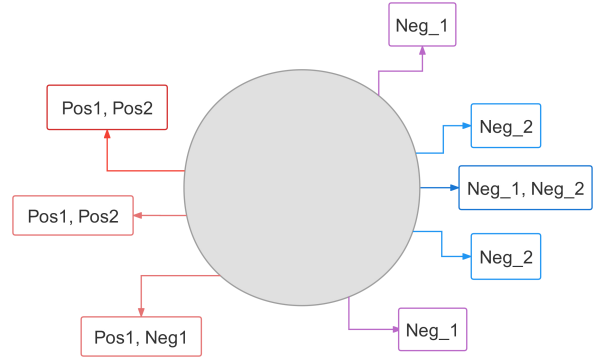 Neg_1
Pos1, Pos2
Neg_2
Neg_1, Neg_2
Pos1, Pos2
Neg_2
Pos1, Neg1
Neg_1